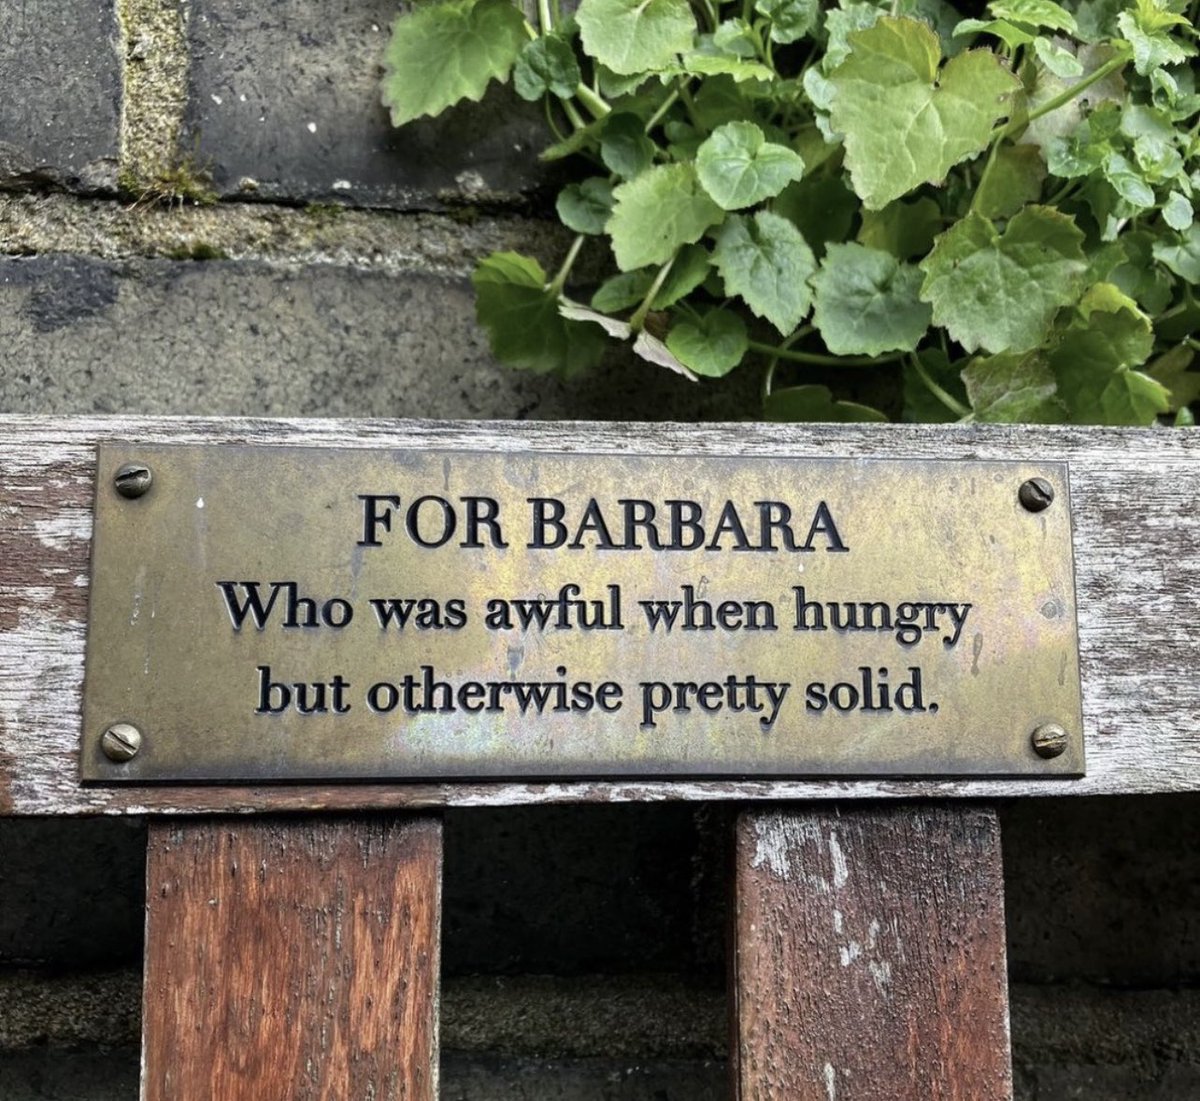 FOR BARBARA
Who was awful when hungry
but otherwise pretty solid.